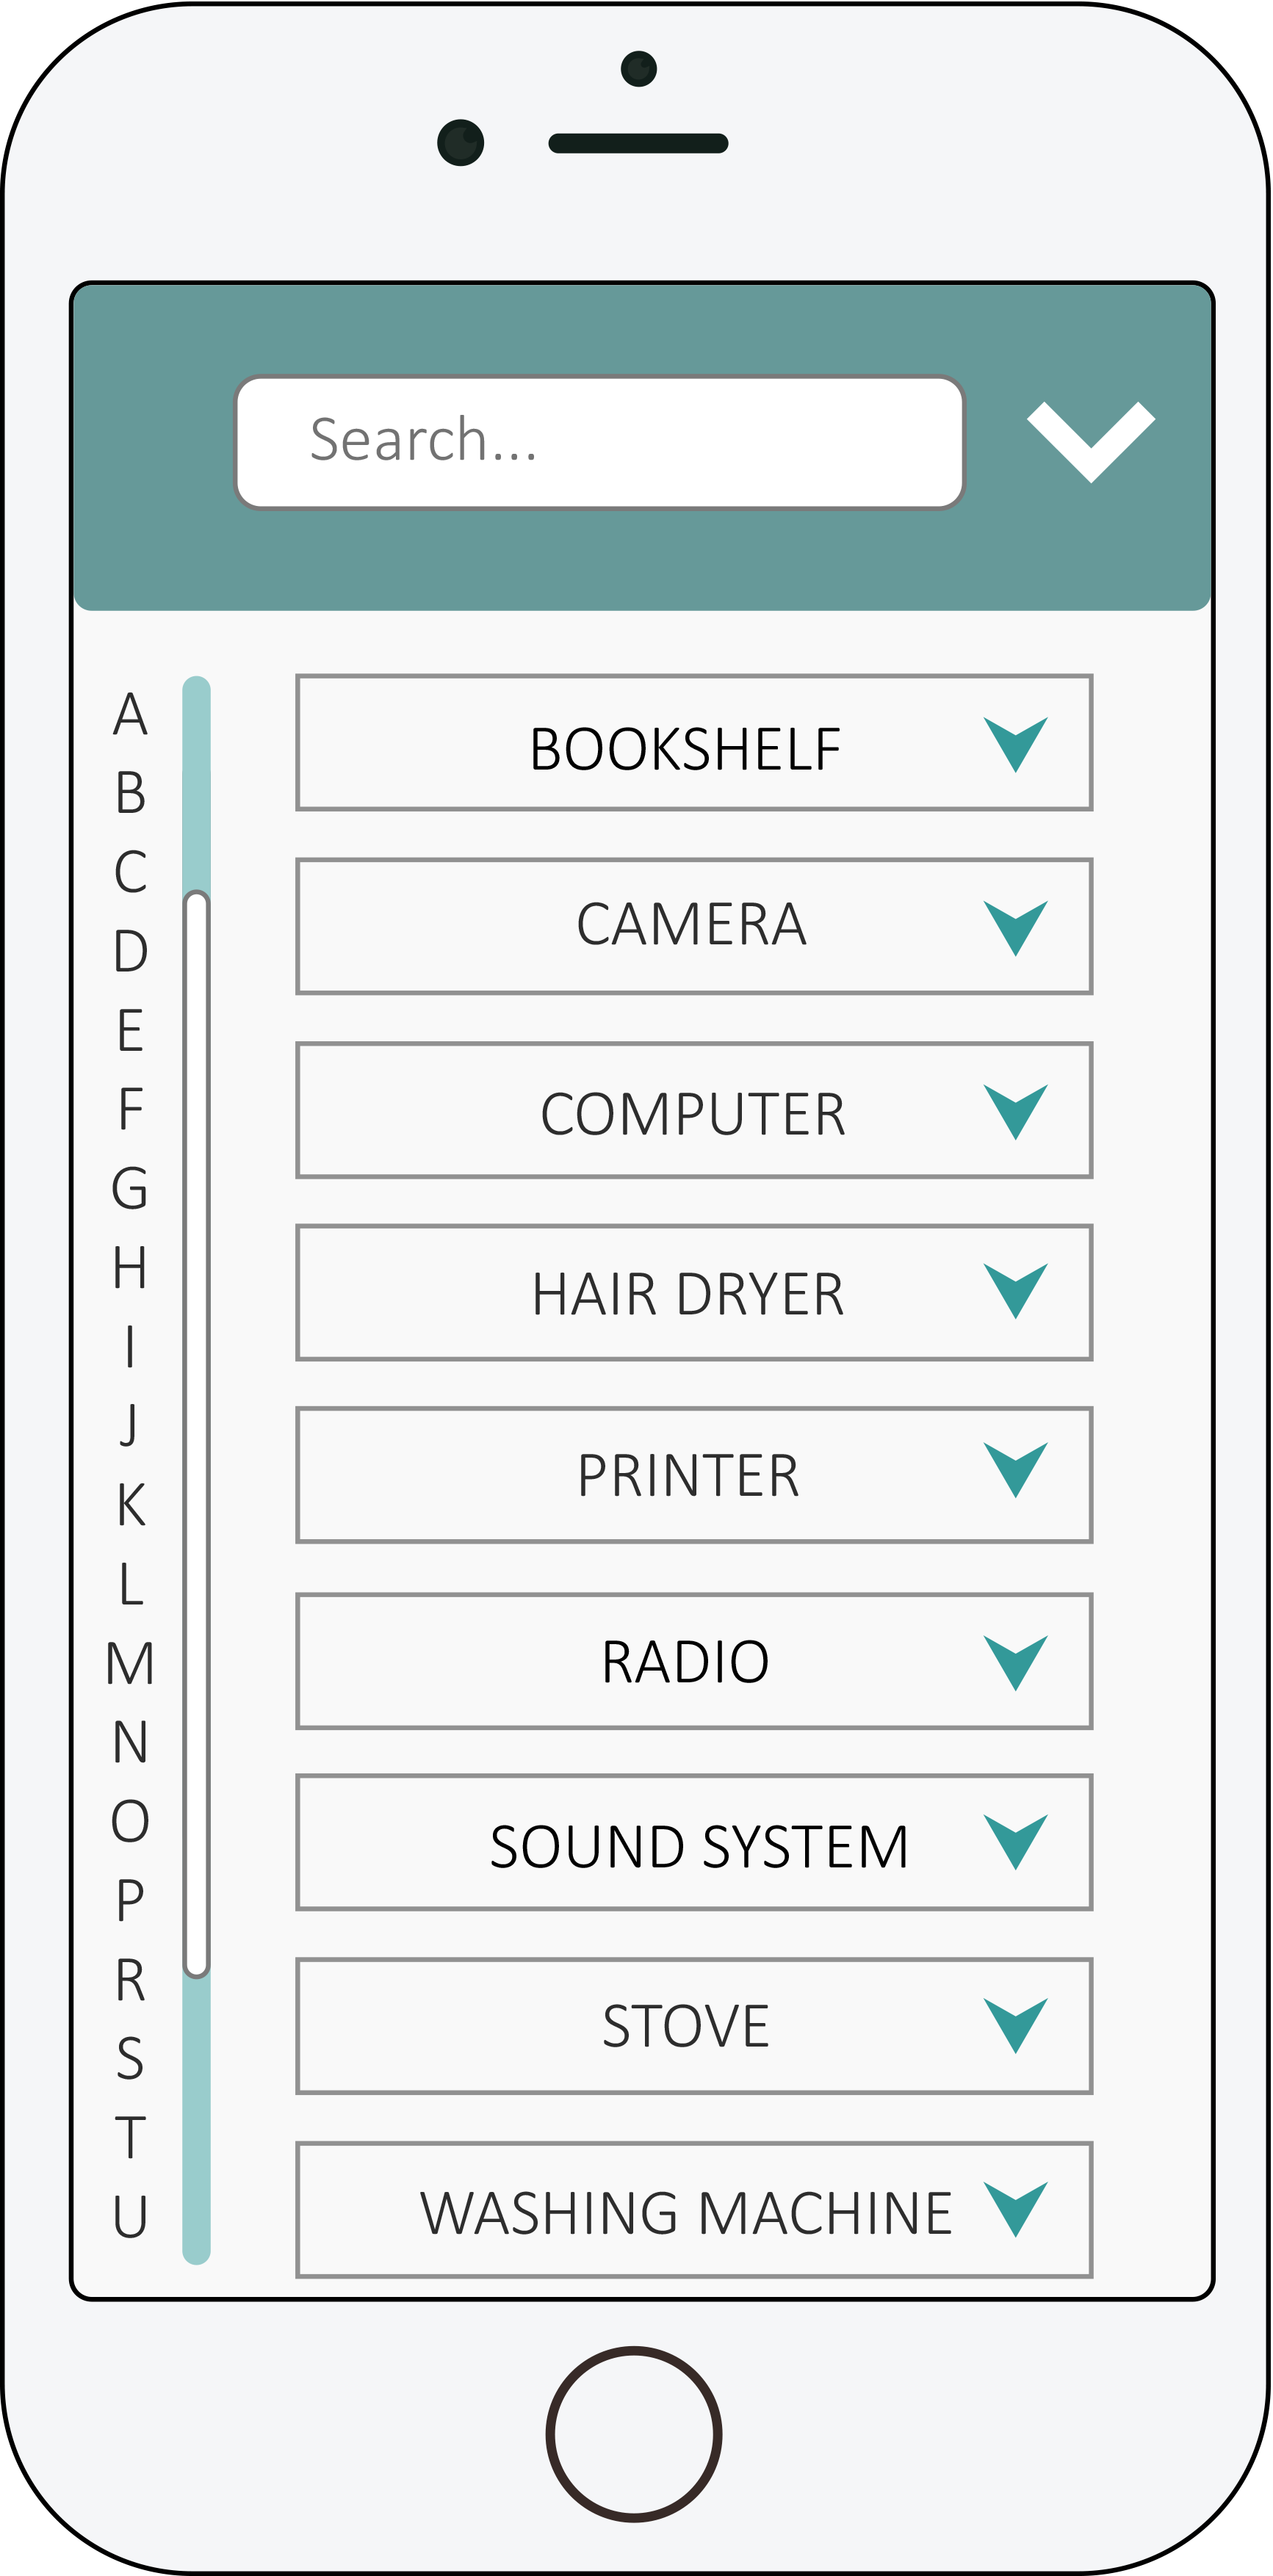 Search...
A
B
C
D
E
F
G
H
I
J
K
L
M
N
O
P
R
S
T
U
BOOKSHELF
CAMERA
COMPUTER
HAIR DRYER
PRINTER
RADIO
SOUND SYSTEM
STOVE
WASHING MACHINE